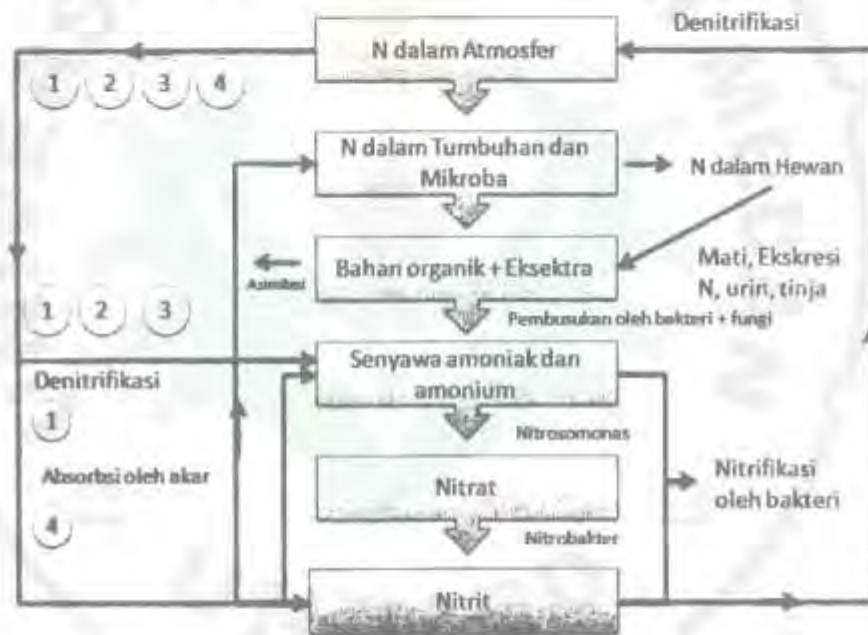 Denitrifikasi
N dalam Atmosfer
1 2 3 4
N dalam Tumbuhan dan
Mikroba
N dalam Hewan
Bahan organik + Eksektra
Asimilasi
Mati, Ekskresi
N, urin, tinja
1 2 3
Pembusukan oleh bakteri + fungi
Senyawa amoniak dan
amonium
Denitrifikasi
1
Nitrosomonas
Absorbsi oleh akar
Nitrat
Nitrifikasi
oleh bakteri
4
Nitrobakter
Nitrit